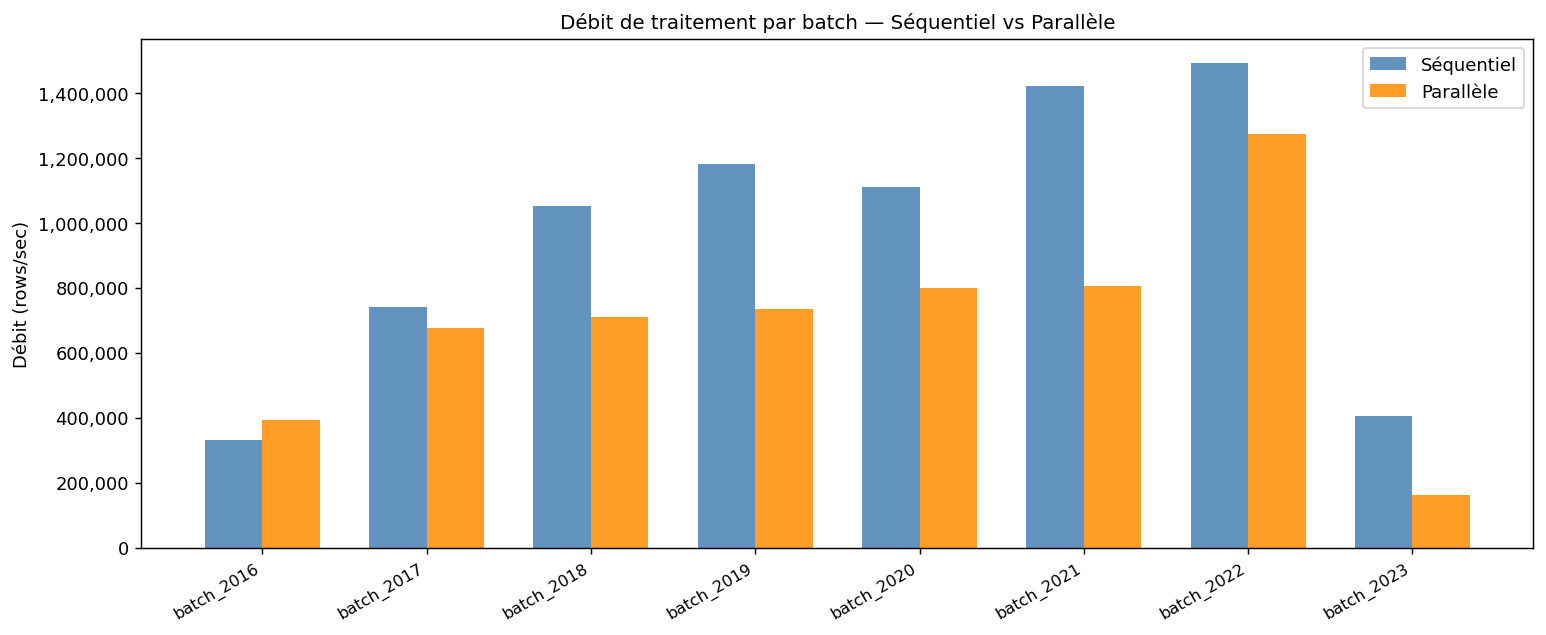 Débit de traitement par batch — Séquentiel vs Parallèle
Séquentiel
Parallèle
Débit (rows/sec)
1,400,000
1,200,000
1,000,000
800,000
600,000
400,000
200,000
0
batch_2016
batch_2017
batch_2018
batch_2019
batch_2020
batch_2021
batch_2022
batch_2023